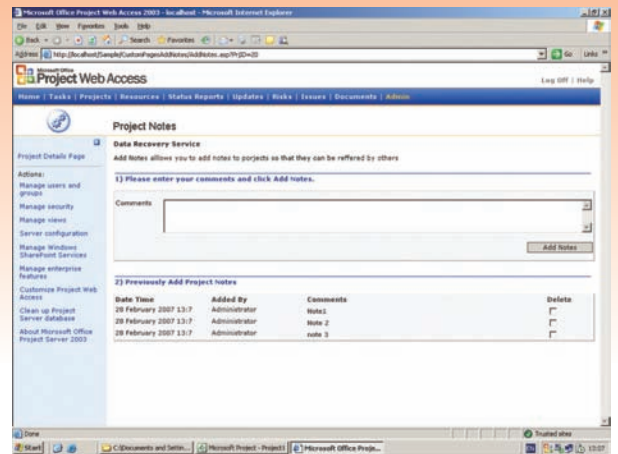 Microsoft Office Project Web Access 2003 - localhost - Microsoft Internet Explorer
File Edit View Favorites Tools Help
Back Search Favorites
Address http://localhost/Sample/CustomPages/AddNotes/AddNotes.asp?PrjID=20 Go Links
Microsoft Office
Project Web Access
Log Off | Help
Home | Tasks | Projects | Resources | Status Reports | Updates | Risks | Issues | Documents | Admin
Project Notes
Data Recovery Service
Project Details Page
Add Notes allows you to add notes to porjects so that they can be reffered by others
Actions:
Manage users and groups
Manage security
Manage views
Server configuration
Manage Windows SharePoint Services
Manage enterprise features
Customize Project Web Access
Clean up Project Server database
About Microsoft Office Project Server 2003
1) Please enter your comments and click Add Notes.
Comments
Add Notes
2) Previously Add Project Notes
Date Time Added By Comments Delete
28 February 2007 13:7 Administrator Note1
28 February 2007 13:7 Administrator Note 2
28 February 2007 13:7 Administrator note 3
Done Trusted sites
Start C:\Documents and Settin... Microsoft Project - Project1 Microsoft Office Proje... 13:07